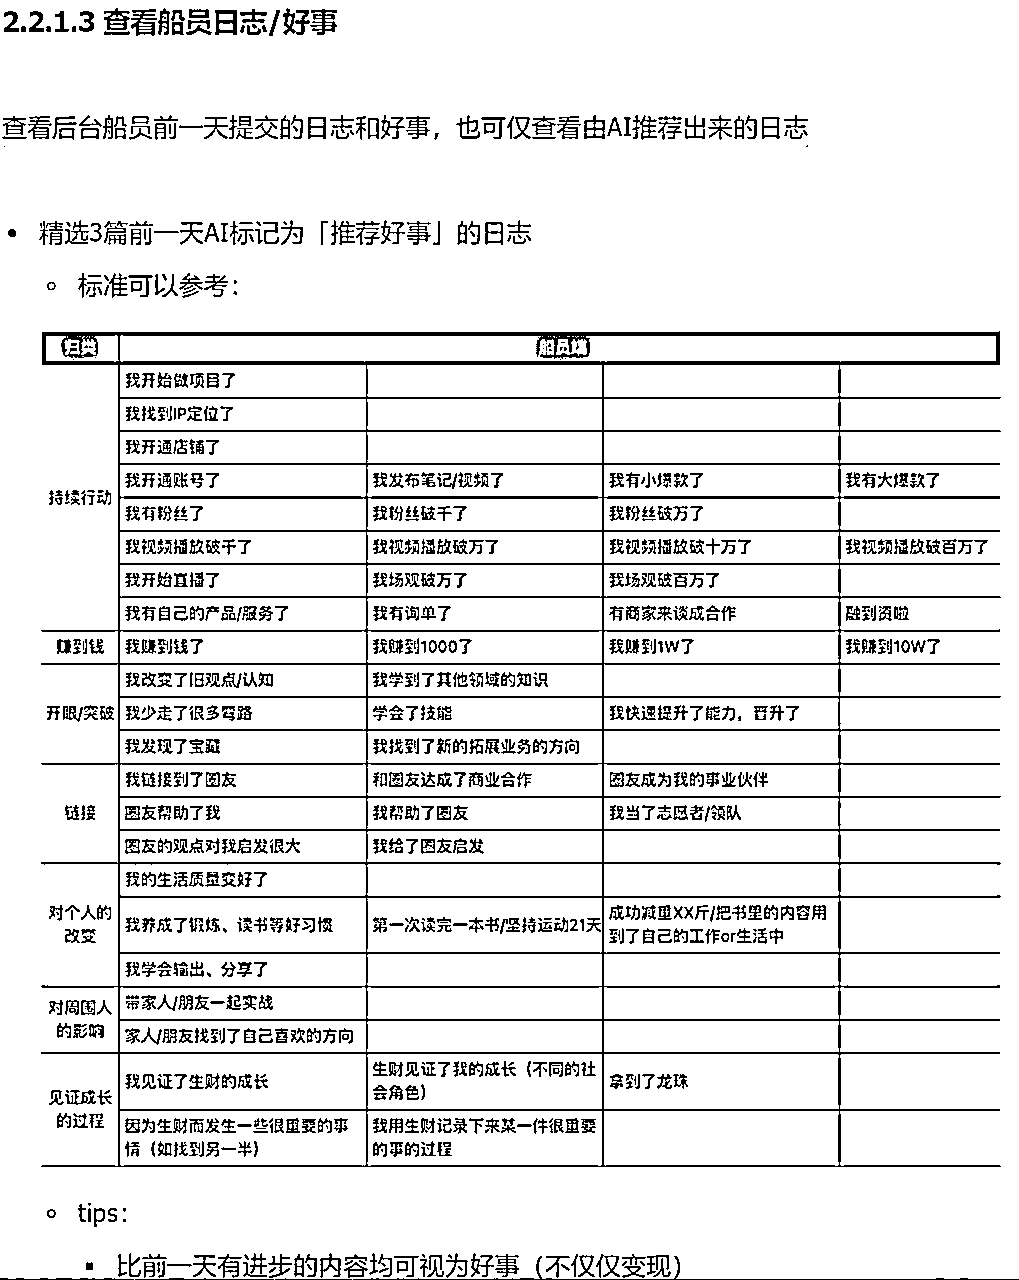 2.2.1.3 查看船员日志/好事
查看后台船员前一天提交的日志和好事，也可仅查看由AI推荐出来的日志
• 精选3篇前一天AI标记为「推荐好事」的日志
○ 标准可以参考：
归类
持续行动
我开始做项目了
我找到IP定位了
我开通店铺了
我开通账号了 我发布笔记/视频了 我有小爆款了 我有大爆款了
我有粉丝了 我粉丝破千了 我粉丝破万了
我视频播放破千了 我视频播放破万了 我视频播放破十万了 我视频播放破百万了
我开始直播了 我场观破万了 我场观破百万了
我有自己的产品/服务了 我有询单了 有商家来谈成合作 融到资啦
赚到钱 我赚到钱了 我赚到1000了 我赚到1W了 我赚到10W了
开眼/突破
我改变了旧观点/认知 我学到了其他领域的知识
我少走了很多弯路 学会了技能 我快速提升了能力，晋升了
我发现了宝藏 我找到了新的拓展业务的方向
链接
我链接到了圈友 和圈友达成了商业合作 圈友成为我的事业伙伴
圈友帮助了我 我帮助了圈友 我当了志愿者/领队
圈友的观点对我启发很大 我给了圈友启发
对个人的
改变
我的生活质量变好了
我养成了锻炼、读书等好习惯 第一次读完一本书/坚持运动21天
成功减重XX斤/把书里的内容用
到了自己的工作or生活中
我学会输出、分享了
对周围人
的影响
带家人/朋友一起实战
家人/朋友找到了自己喜欢的方向
见证成长
的过程
我见证了生财的成长
生财见证了我的成长（不同的社
会角色）
拿到了龙珠
因为生财而发生一些很重要的事
情（如找到另一半）
我用生财记录下来某一件很重要
的事的过程
○ tips：
▪ 比前一天有进步的内容均可视为好事（不仅仅变现）